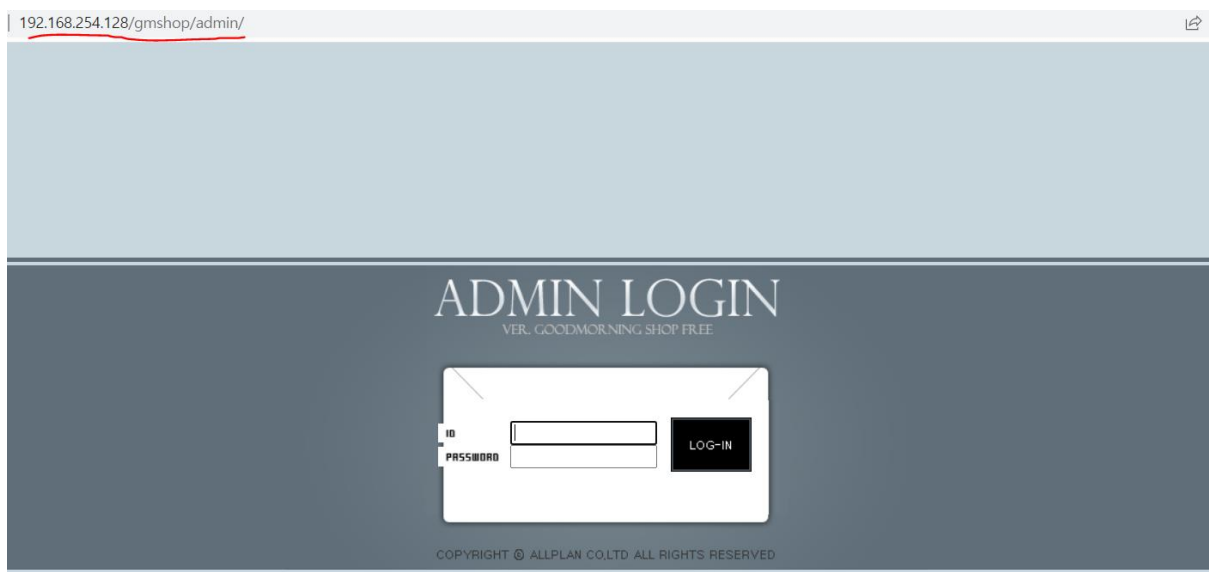 192.168.254.128/gmshop/admin/
ADMIN LOGIN
VER. GOODMORNING SHOP FREE
ID
PASSWORD
LOG-IN
COPYRIGHT ® ALLPLAN CO,LTD ALL RIGHTS RESERVED